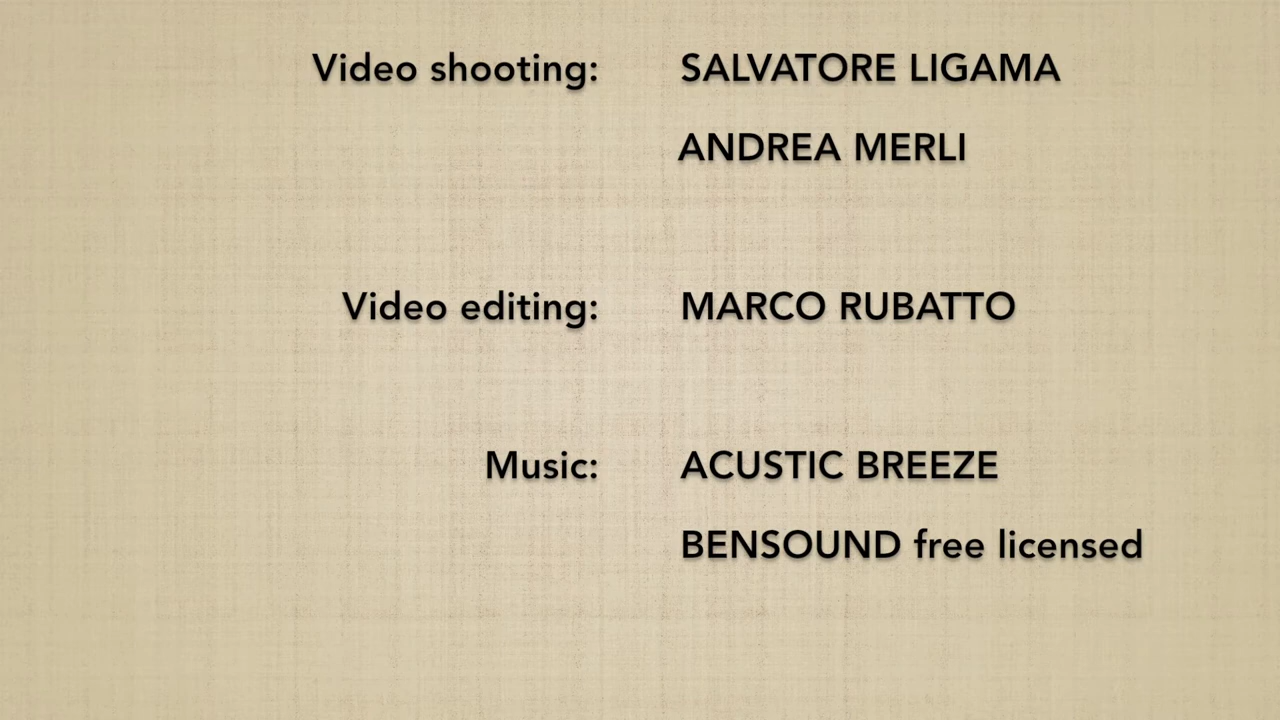 Video shooting: SALVATORE LIGAMA
ANDREA MERLI
Video editing: MARCO RUBATTO
Music: ACUSTIC BREEZE
BENSOUND free licensed